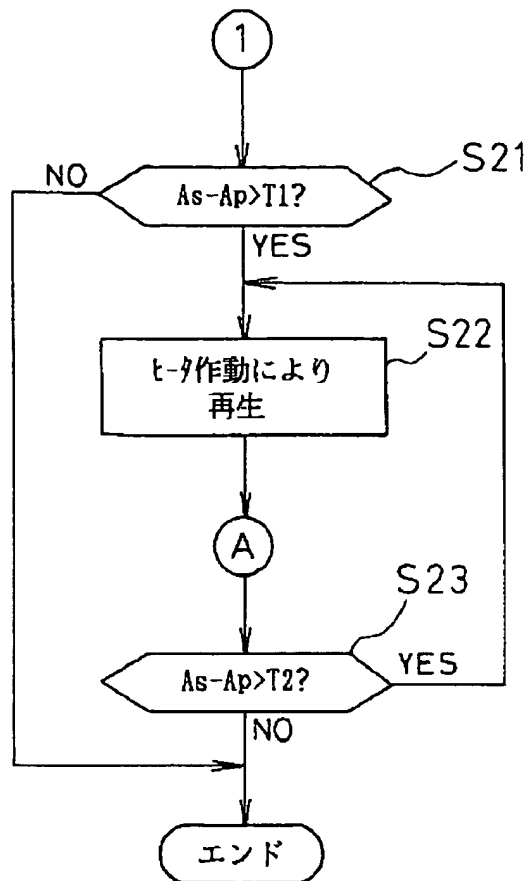 1
S21
NO
As-Ap>T1?
YES
S22
ﾋｰﾀ作動により
再生
A
S23
As-Ap>T2?
YES
NO
エンド